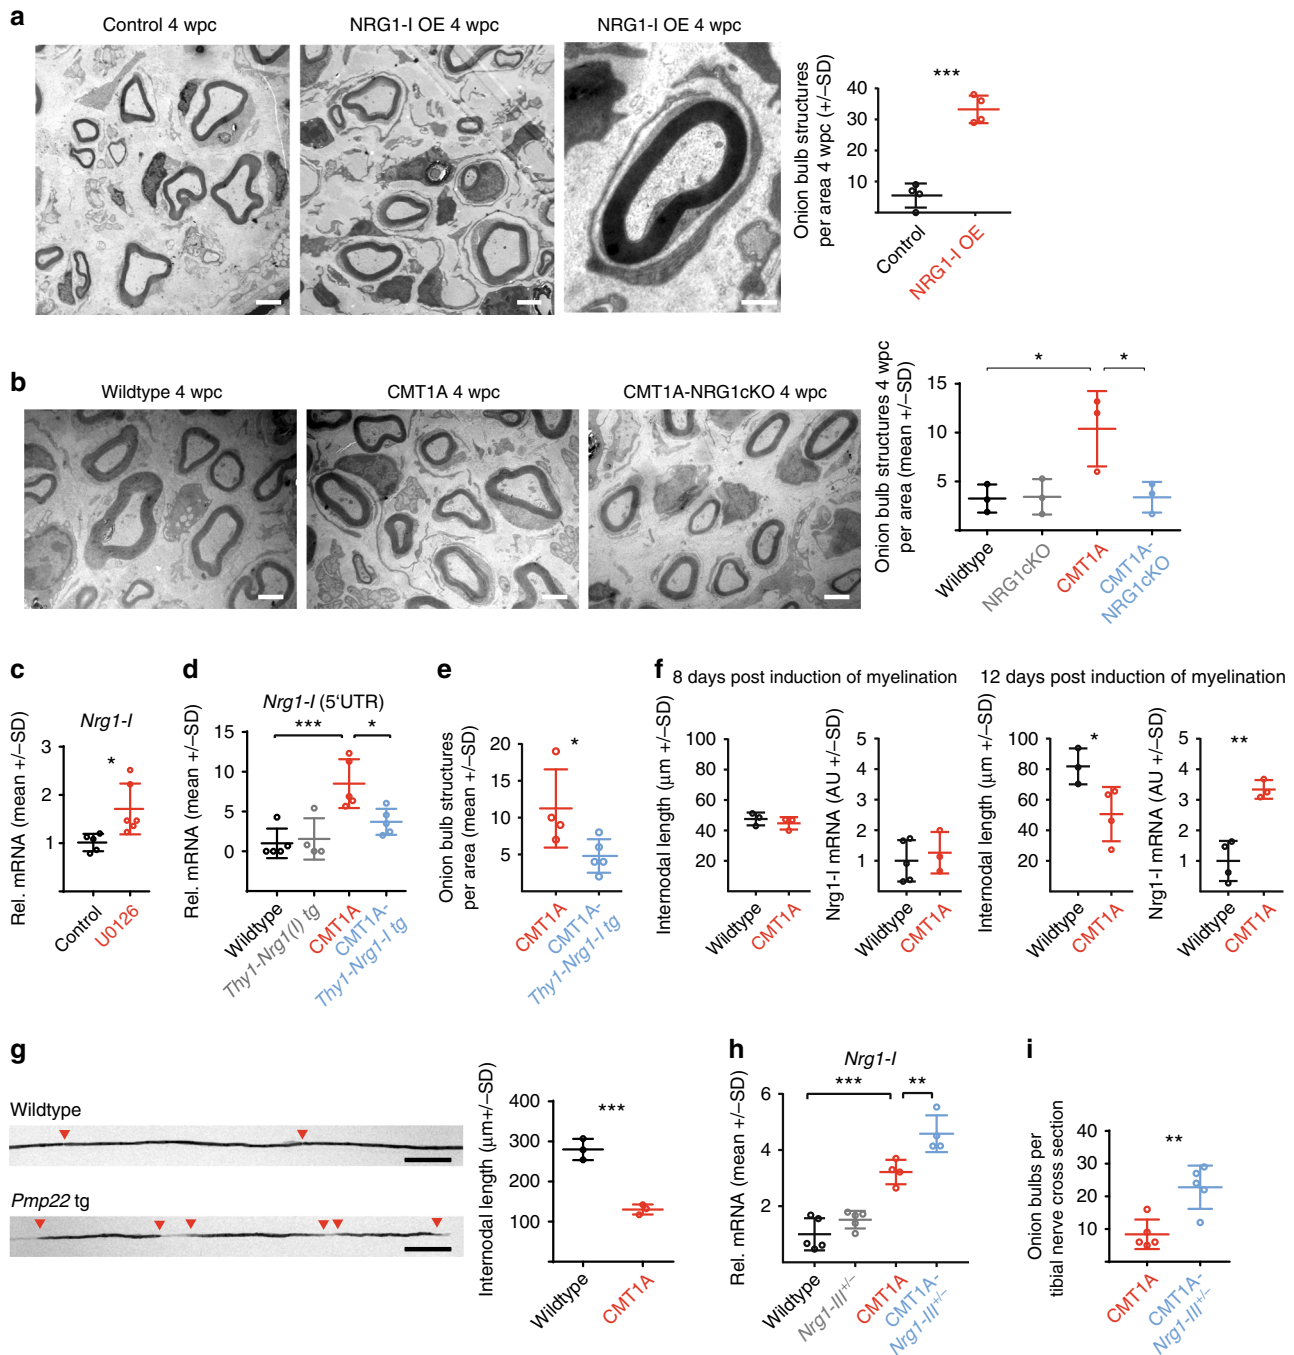 a
Control 4 wpc
NRG1-I OE 4 wpc
NRG1-I OE 4 wpc
Onion bulb structures
per area 4 wpc (+/–SD)
40
30
20
10
***
Control
NRG1-I OE
b
Wildtype 4 wpc
CMT1A 4 wpc
CMT1A-NRG1cKO 4 wpc
Onion bulb structures 4 wpc
per area (mean +/–SD)
15
10
5
*
*
Wildtype
NRG1cKO
CMT1A
CMT1A-
NRG1cKO
c
Nrg1-I
Rel. mRNA (mean +/–SD)
3
2
1
*
Control
U0126
d
Nrg1-I (5‘UTR)
Rel. mRNA (mean +/–SD)
15
10
5
0
***
*
Wildtype
Thy1-Nrg1(I) tg
CMT1A
CMT1A-
Thy1-Nrg1-I tg
e
Onion bulb structures
per area (mean +/–SD)
20
15
10
5
*
CMT1A
CMT1A-
Thy1-Nrg1-I tg
f
8 days post induction of myelination
Internodal length (μm +/–SD)
100
80
60
40
20
Wildtype
CMT1A
Nrg1-I mRNA (AU +/–SD)
5
4
3
2
1
Wildtype
CMT1A
12 days post induction of myelination
Internodal length (μm +/–SD)
100
80
60
40
20
*
Wildtype
CMT1A
Nrg1-I mRNA (AU +/–SD)
5
4
3
2
1
**
Wildtype
CMT1A
g
Wildtype
Pmp22 tg
Internodal length (μm+/–SD)
400
300
200
100
***
Wildtype
CMT1A
h
Nrg1-I
Rel. mRNA (mean +/–SD)
6
4
2
***
**
Wildtype
Nrg1-III+/–
CMT1A
CMT1A-
Nrg1-III+/–
i
Onion bulbs per
tibial nerve cross section
40
30
20
10
**
CMT1A
CMT1A-
Nrg1-III+/–